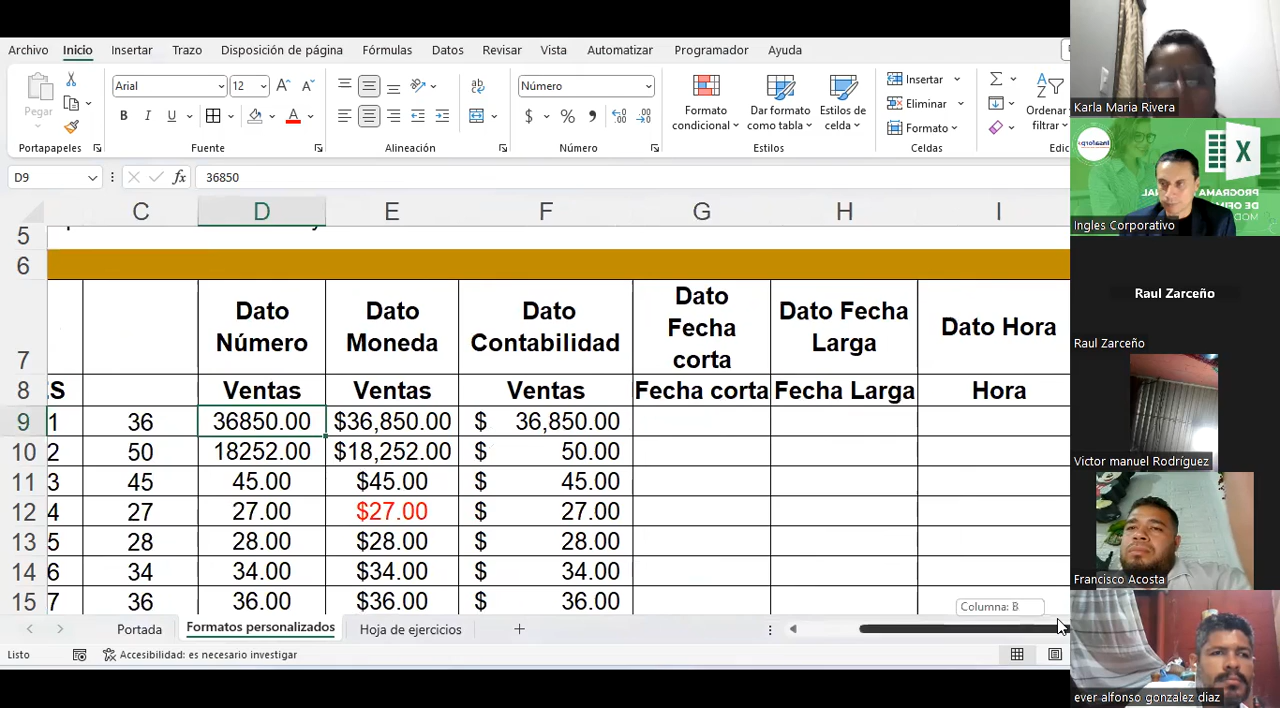 Archivo Inicio Insertar Trazo Disposición de página Fórmulas Datos Revisar Vista Automatizar Programador Ayuda
Pegar
Portapapeles
Arial 12
N K S
Fuente
ab
Alineación
Número
$ % 9 000
Número
Formato condicional
Dar formato como tabla
Estilos de celda
Estilos
Insertar
Eliminar
Formato
Celdas
Ordenar
filtrar
D9 fx 36850
C D E F G H I
5
6
7 Dato Número Dato Moneda Dato Contabilidad Dato Fecha corta Dato Fecha Larga Dato Hora
8 Ventas Ventas Ventas Fecha corta Fecha Larga Hora
9 1 36 36850.00 $36,850.00 $ 36,850.00
10 2 50 18252.00 $18,252.00 $ 50.00
11 3 45 45.00 $45.00 $ 45.00
12 4 27 27.00 $27.00 $ 27.00
13 5 28 28.00 $28.00 $ 28.00
14 6 34 34.00 $34.00 $ 34.00
15 7 36 36.00 $36.00 $ 36.00
Columna: B
Portada Formatos personalizados Hoja de ejercicios
Listo Accesibilidad: es necesario investigar
Karla Maria Rivera
PROGRAMA
DE OFI
Ingles Corporativo
Raul Zarceño
Raul Zarceño
Victor manuel Rodríguez
Francisco Acosta
ever alfonso gonzalez diaz